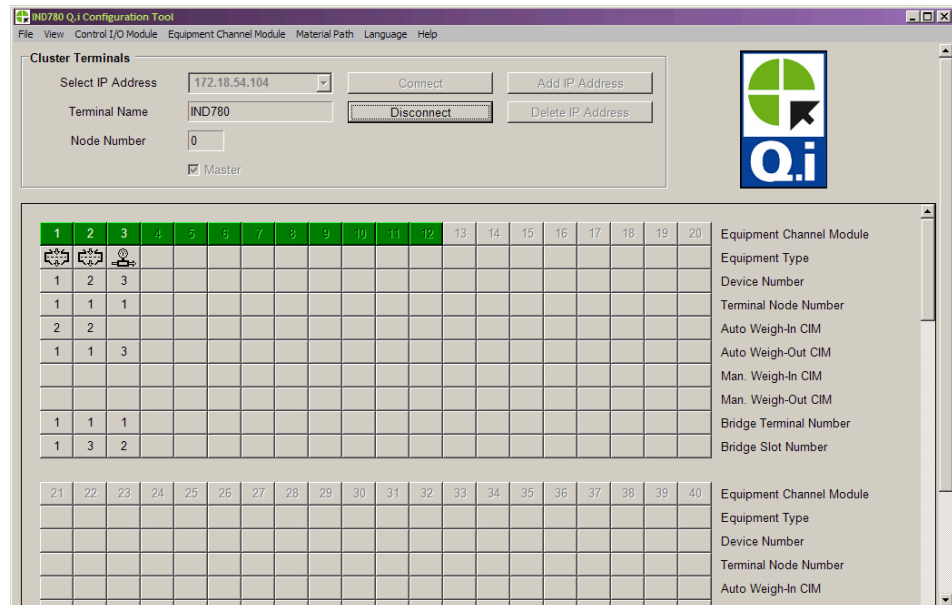 IND780 Q.i Configuration Tool
File View Control I/O Module Equipment Channel Module Material Path Language Help
Cluster Terminals
Select IP Address 172.18.54.104 Connect Add IP Address
Terminal Name IND780 Disconnect Delete IP Address
Node Number 0
Master
Q.i
1 2 3 4 5 6 7 8 9 10 11 12 13 14 15 16 17 18 19 20 Equipment Channel Module
Equipment Type
1 2 3 Device Number
1 1 1 Terminal Node Number
2 2 Auto Weigh-In CIM
1 1 3 Auto Weigh-Out CIM
Man. Weigh-In CIM
Man. Weigh-Out CIM
1 1 1 Bridge Terminal Number
1 3 2 Bridge Slot Number
21 22 23 24 25 26 27 28 29 30 31 32 33 34 35 36 37 38 39 40 Equipment Channel Module
Equipment Type
Device Number
Terminal Node Number
Auto Weigh-In CIM